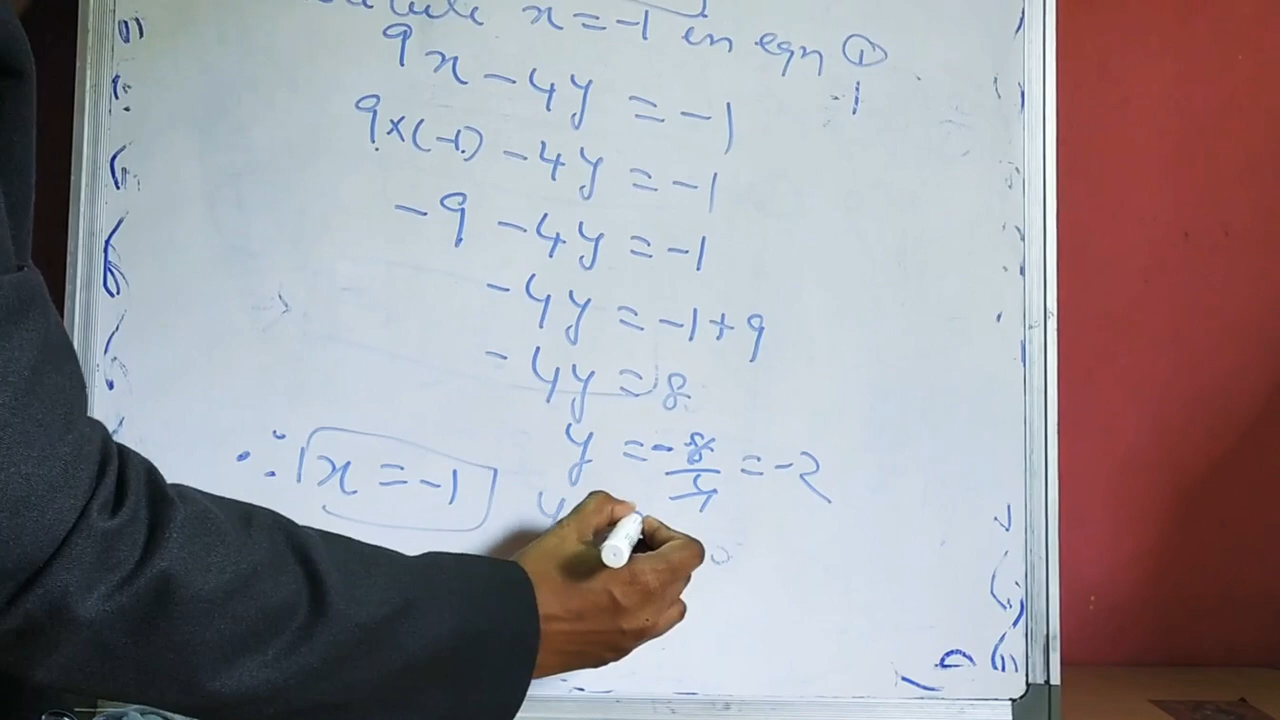 x = -1 in eqn ①
9x - 4y = -1
9×(-1) - 4y = -1
-9 - 4y = -1
-4y = -1 + 9
-4y = 8
y = -8/4 = -2
∴ x = -1
y